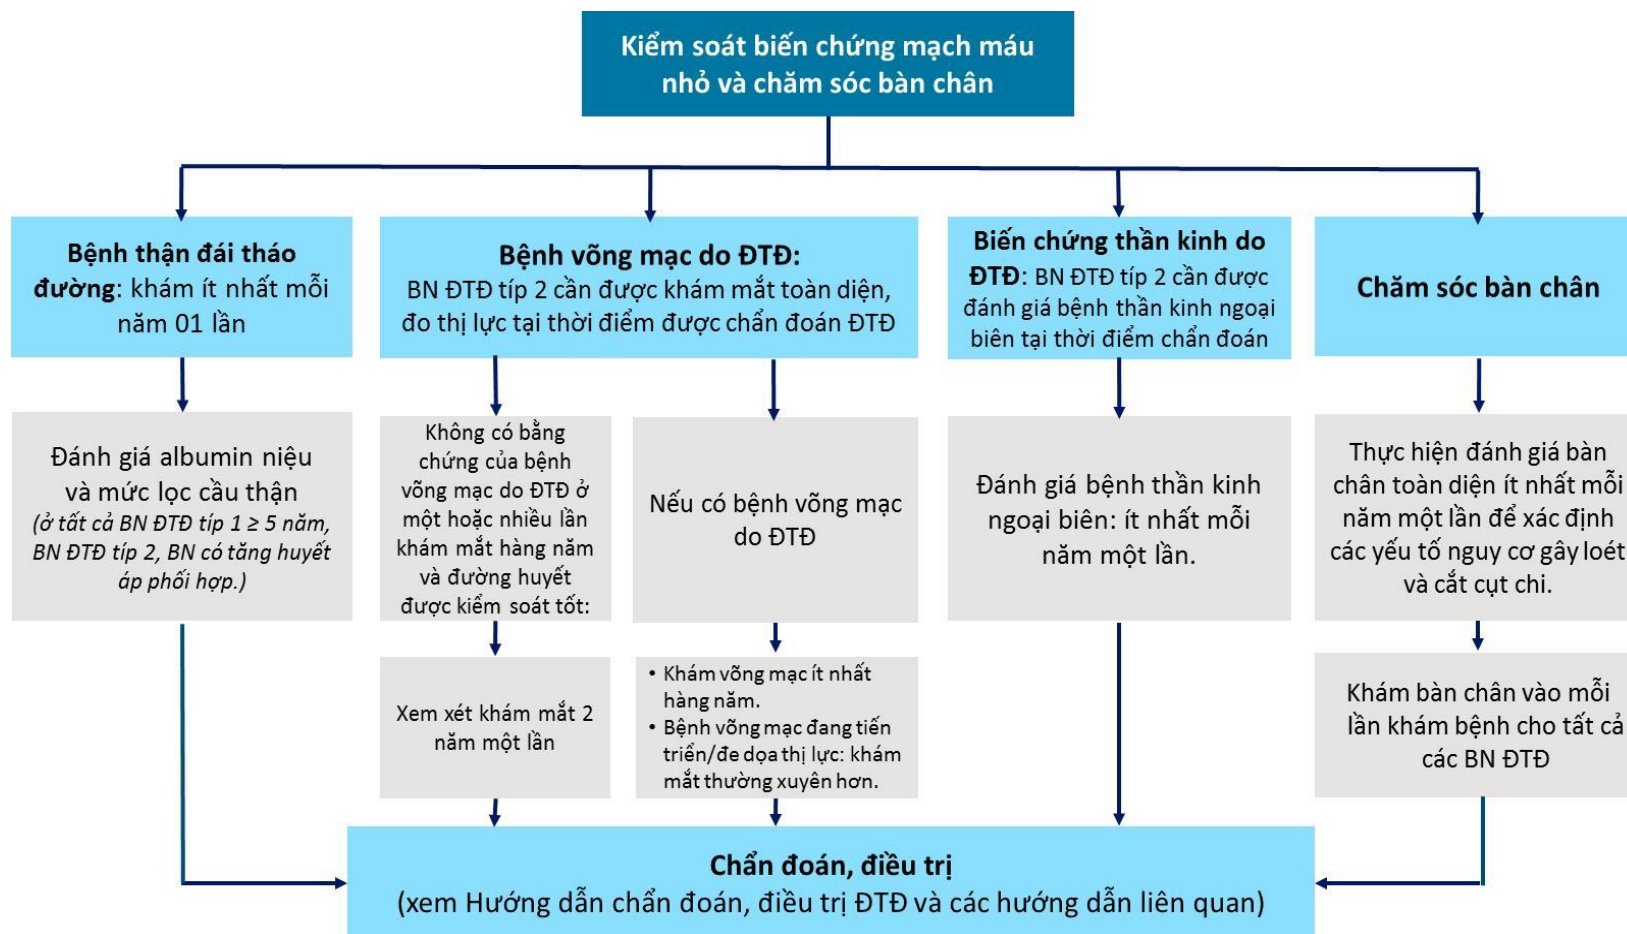 Kiểm soát biến chứng mạch máu
nhỏ và chăm sóc bàn chân
Bệnh thận đái tháo
đường: khám ít nhất mỗi
năm 01 lần
Bệnh võng mạc do ĐTĐ:
BN ĐTĐ típ 2 cần được khám mắt toàn diện,
đo thị lực tại thời điểm được chẩn đoán ĐTĐ
Biến chứng thần kinh do
ĐTĐ: BN ĐTĐ típ 2 cần được
đánh giá bệnh thần kinh ngoại
biên tại thời điểm chẩn đoán
Chăm sóc bàn chân
Đánh giá albumin niệu
và mức lọc cầu thận
(ở tất cả BN ĐTĐ típ 1 ≥ 5 năm,
BN ĐTĐ típ 2, BN có tăng huyết
áp phối hợp.)
Không có bằng
chứng của bệnh
võng mạc do ĐTĐ ở
một hoặc nhiều lần
khám mắt hàng năm
và đường huyết
được kiểm soát tốt:
Nếu có bệnh võng mạc
do ĐTĐ
Đánh giá bệnh thần kinh
ngoại biên: ít nhất mỗi
năm một lần.
Thực hiện đánh giá bàn
chân toàn diện ít nhất mỗi
năm một lần để xác định
các yếu tố nguy cơ gây loét
và cắt cụt chi.
Xem xét khám mắt 2
năm một lần
• Khám võng mạc ít nhất
hàng năm.
• Bệnh võng mạc đang tiến
triển/đe dọa thị lực: khám
mắt thường xuyên hơn.
Khám bàn chân vào mỗi
lần khám bệnh cho tất cả
các BN ĐTĐ
Chẩn đoán, điều trị
(xem Hướng dẫn chẩn đoán, điều trị ĐTĐ và các hướng dẫn liên quan)